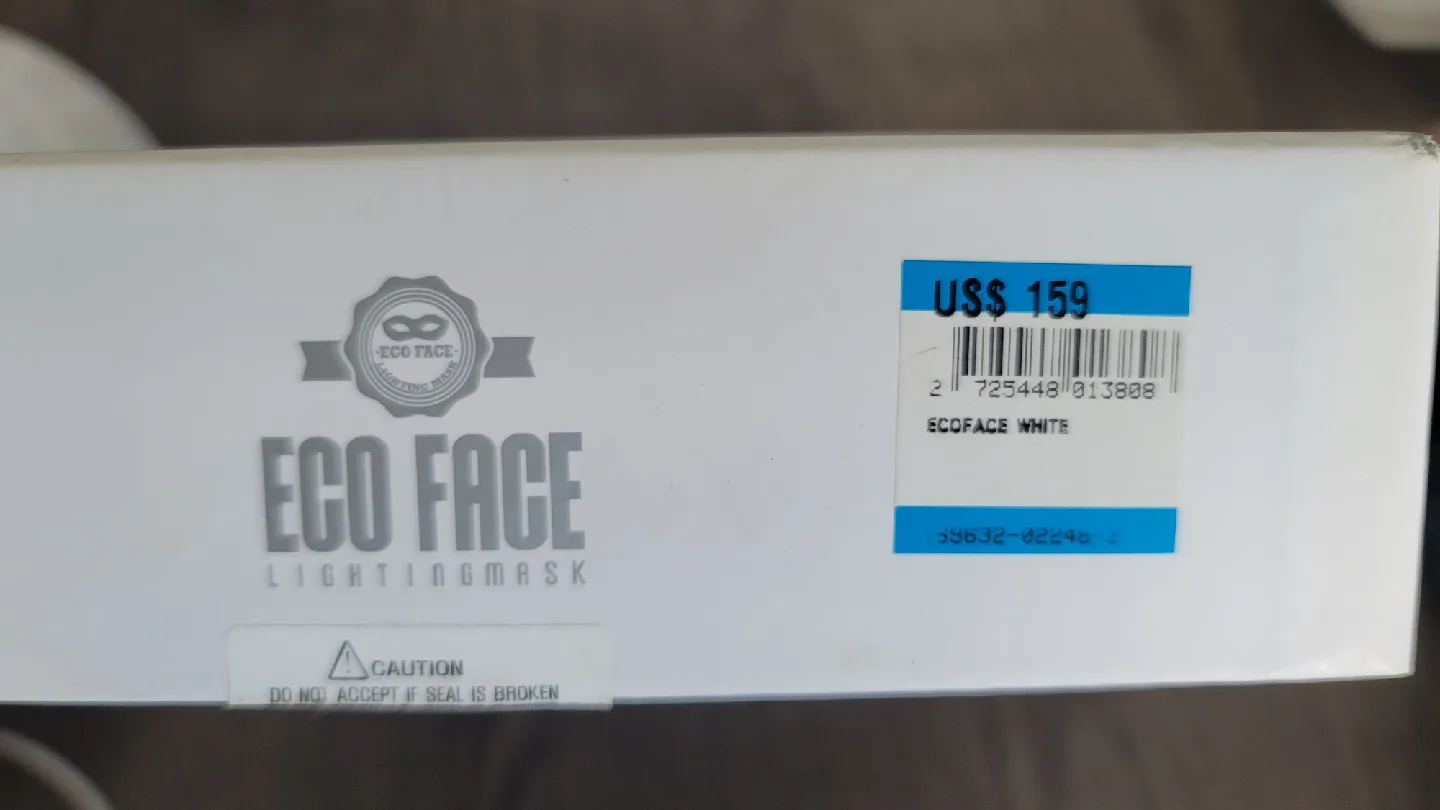 ECO FACE
LIGHTING MASK
ECO FACE
LIGHTINGMASK
CAUTION
DO NOT ACCEPT IF SEAL IS BROKEN
US$ 159
2 725448 013808
ECOFACE WHITE